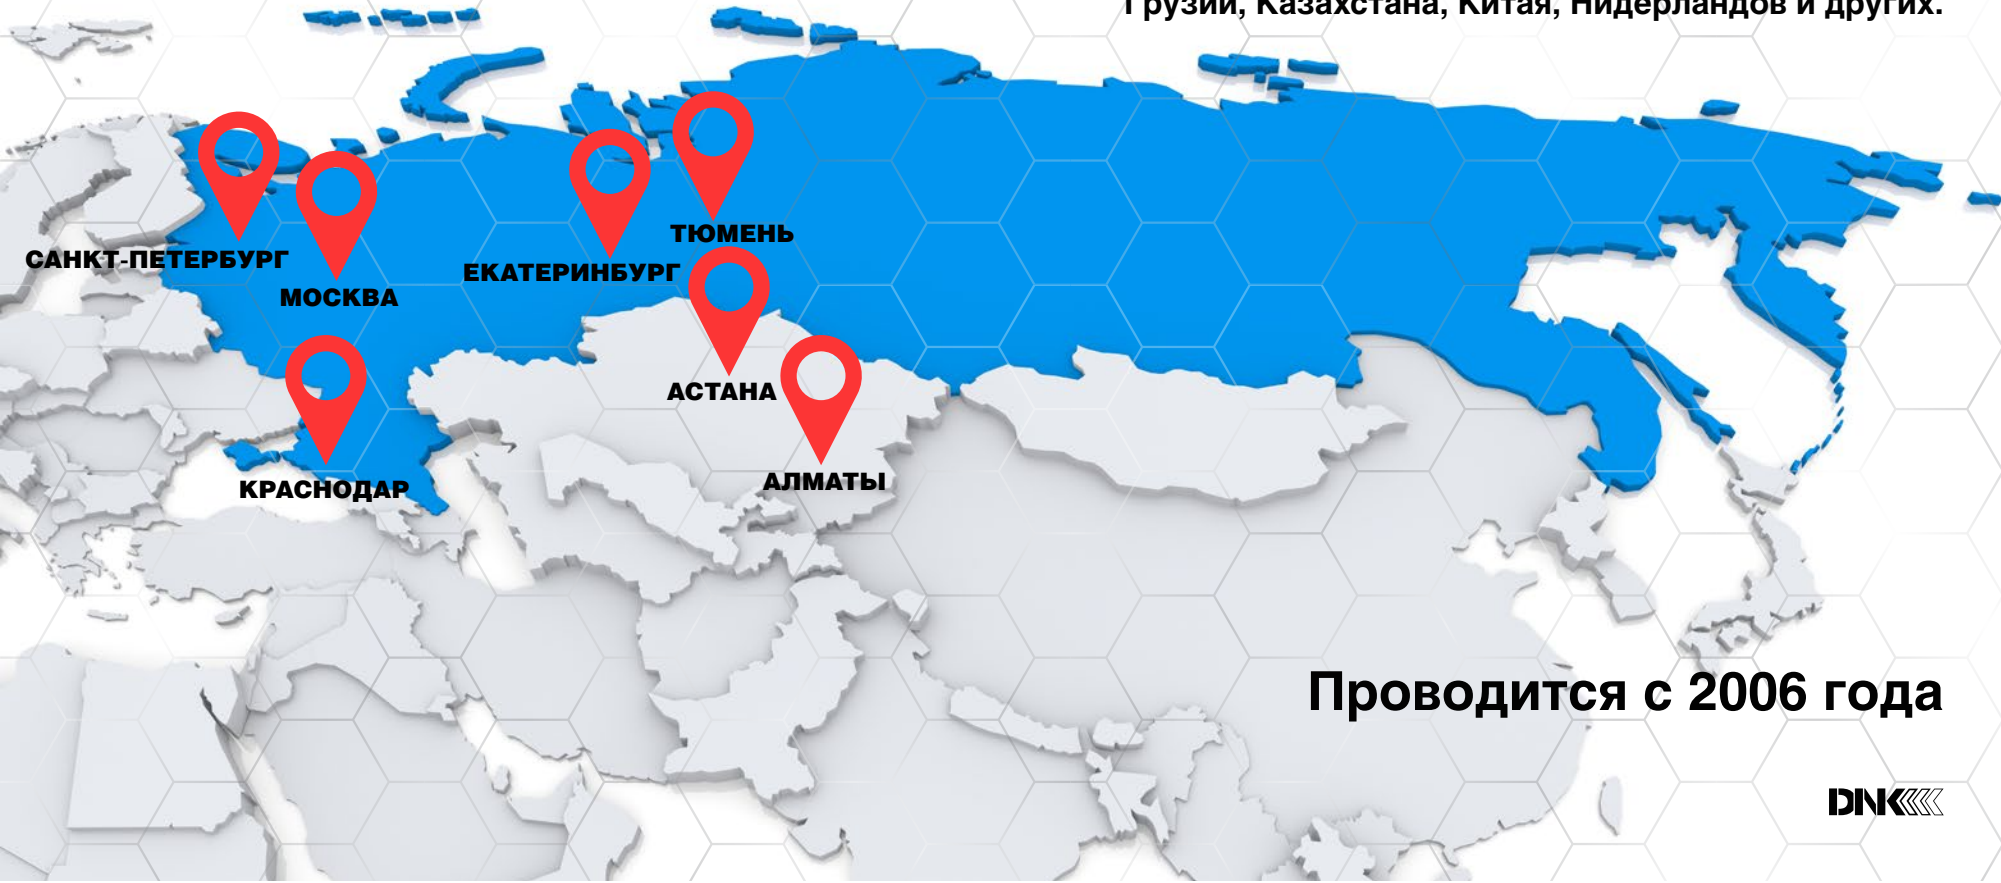 Грузии, Казахстана, Китая, Нидерландов и других.
ТЮМЕНЬ
САНКТ-ПЕТЕРБУРГ
ЕКАТЕРИНБУРГ
МОСКВА
АСТАНА
АЛМАТЫ
КРАСНОДАР
Проводится с 2006 года
DNK